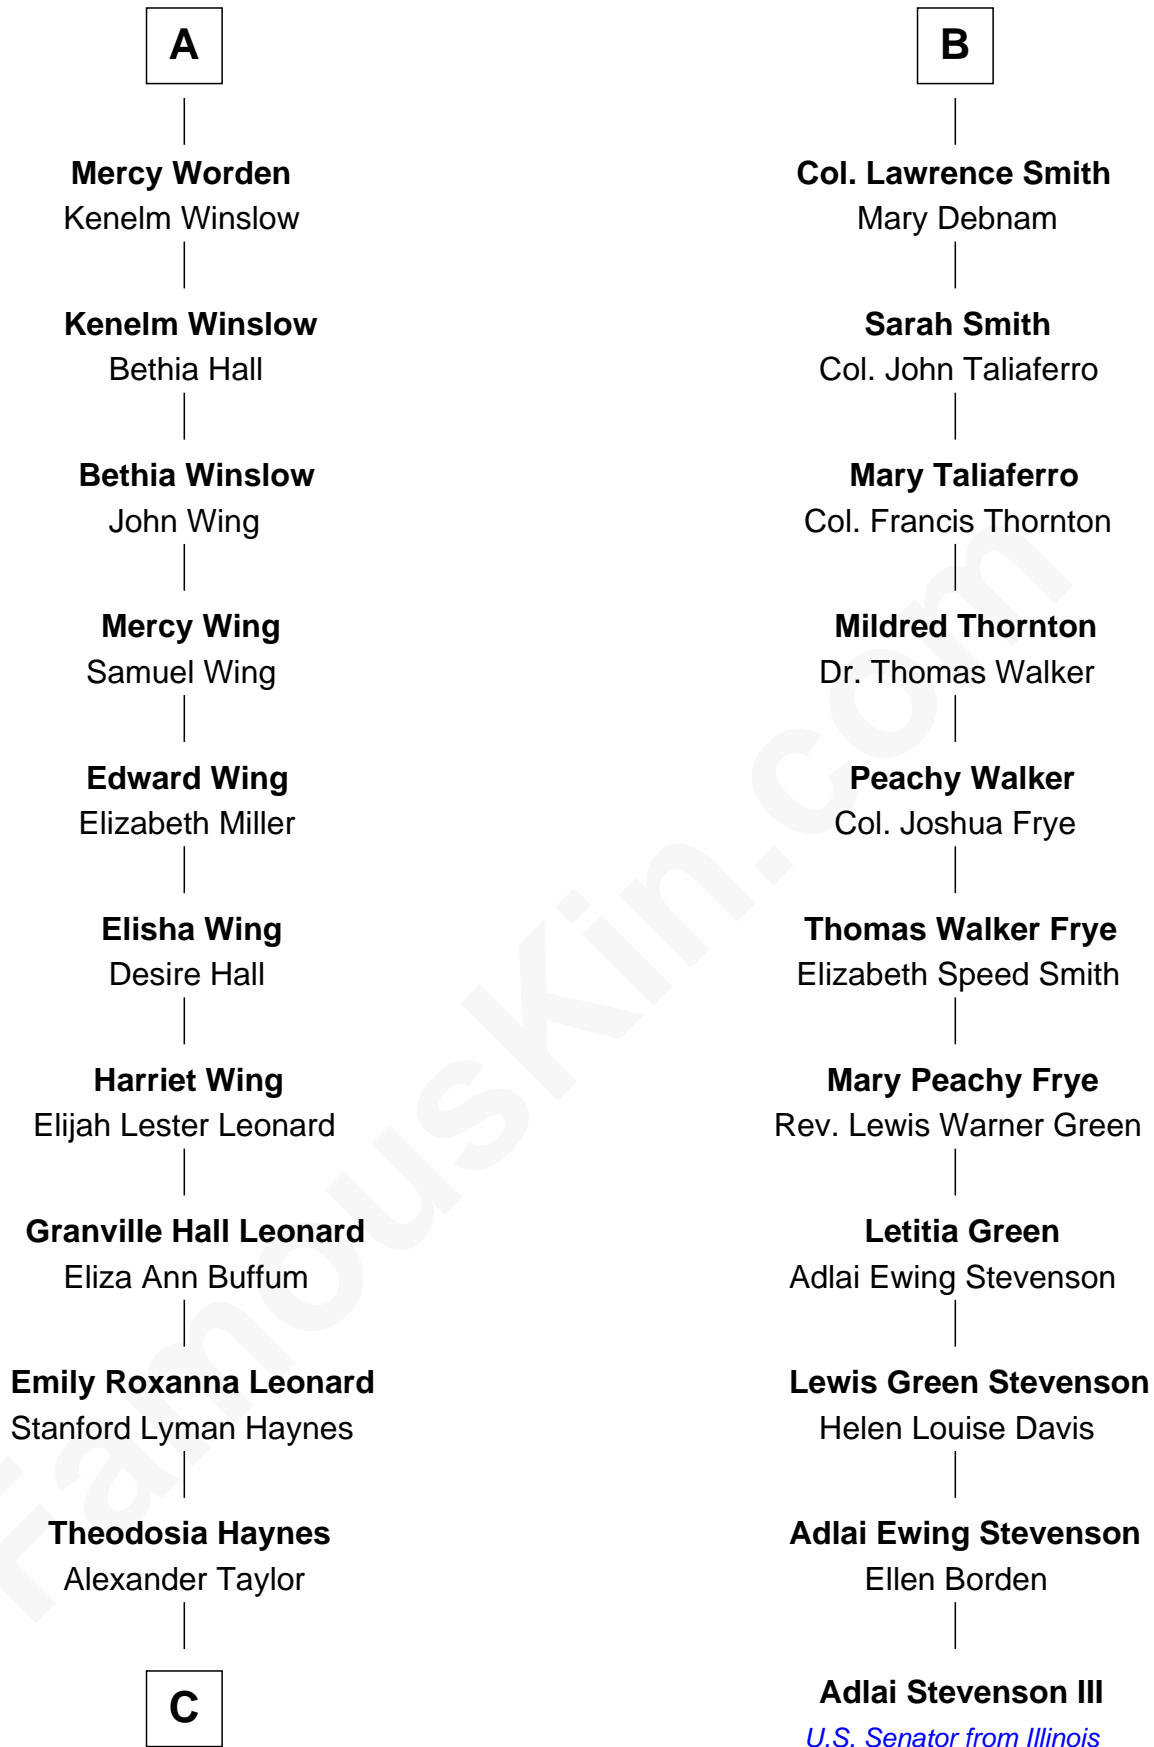 A
Mercy Worden
Kenelm Winslow
Kenelm Winslow
Bethia Hall
Bethia Winslow
John Wing
Mercy Wing
Samuel Wing
Edward Wing
Elizabeth Miller
Elisha Wing
Desire Hall
Harriet Wing
Elijah Lester Leonard
Granville Hall Leonard
Eliza Ann Buffum
Emily Roxanna Leonard
Stanford Lyman Haynes
Theodosia Haynes
Alexander Taylor
C
B
Col. Lawrence Smith
Mary Debnam
Sarah Smith
Col. John Taliaferro
Mary Taliaferro
Col. Francis Thornton
Mildred Thornton
Dr. Thomas Walker
Peachy Walker
Col. Joshua Frye
Thomas Walker Frye
Elizabeth Speed Smith
Mary Peachy Frye
Rev. Lewis Warner Green
Letitia Green
Adlai Ewing Stevenson
Lewis Green Stevenson
Helen Louise Davis
Adlai Ewing Stevenson
Ellen Borden
Adlai Stevenson III
U.S. Senator from Illinois
FamousKin.com